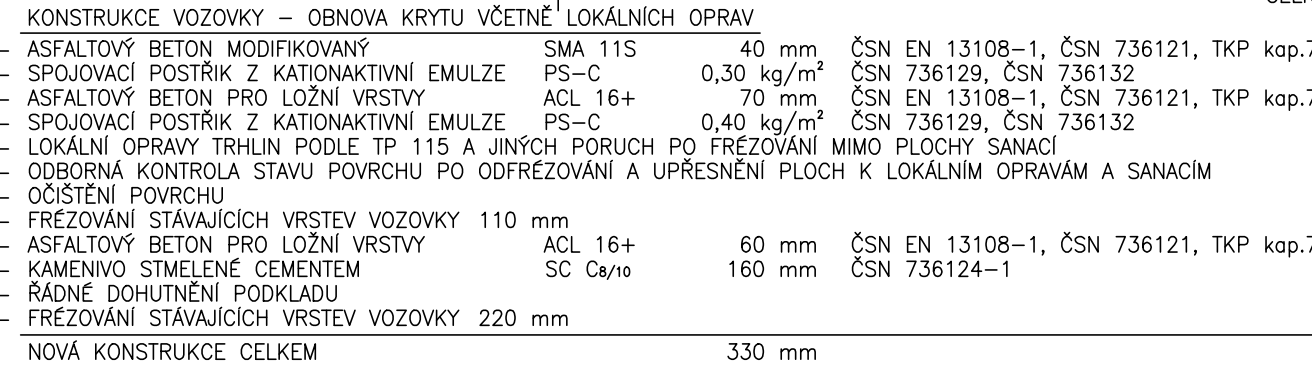 KONSTRUKCE VOZOVKY – OBNOVA KRYTU VČETNĚ LOKÁLNÍCH OPRAV
– ASFALTOVÝ BETON MODIFIKOVANÝ SMA 11S 40 mm ČSN EN 13108–1, ČSN 736121, TKP kap.7
– SPOJOVACÍ POSTŘIK Z KATIONAKTIVNÍ EMULZE PS–C 0,30 kg/m² ČSN 736129, ČSN 736132
– ASFALTOVÝ BETON PRO LOŽNÍ VRSTVY ACL 16+ 70 mm ČSN EN 13108–1, ČSN 736121, TKP kap.7
– SPOJOVACÍ POSTŘIK Z KATIONAKTIVNÍ EMULZE PS–C 0,40 kg/m² ČSN 736129, ČSN 736132
– LOKÁLNÍ OPRAVY TRHLIN PODLE TP 115 A JINÝCH PORUCH PO FRÉZOVÁNÍ MIMO PLOCHY SANACÍ
– ODBORNÁ KONTROLA STAVU POVRCHU PO ODFRÉZOVÁNÍ A UPŘESNĚNÍ PLOCH K LOKÁLNÍM OPRAVÁM A SANACÍM
– OČIŠTĚNÍ POVRCHU
– FRÉZOVÁNÍ STÁVAJÍCÍCH VRSTEV VOZOVKY 110 mm
– ASFALTOVÝ BETON PRO LOŽNÍ VRSTVY ACL 16+ 60 mm ČSN EN 13108–1, ČSN 736121, TKP kap.7
– KAMENIVO STMELENÉ CEMENTEM SC C8/10 160 mm ČSN 736124–1
– ŘÁDNÉ DOHUTNĚNÍ PODKLADU
– FRÉZOVÁNÍ STÁVAJÍCÍCH VRSTEV VOZOVKY 220 mm
NOVÁ KONSTRUKCE CELKEM 330 mm